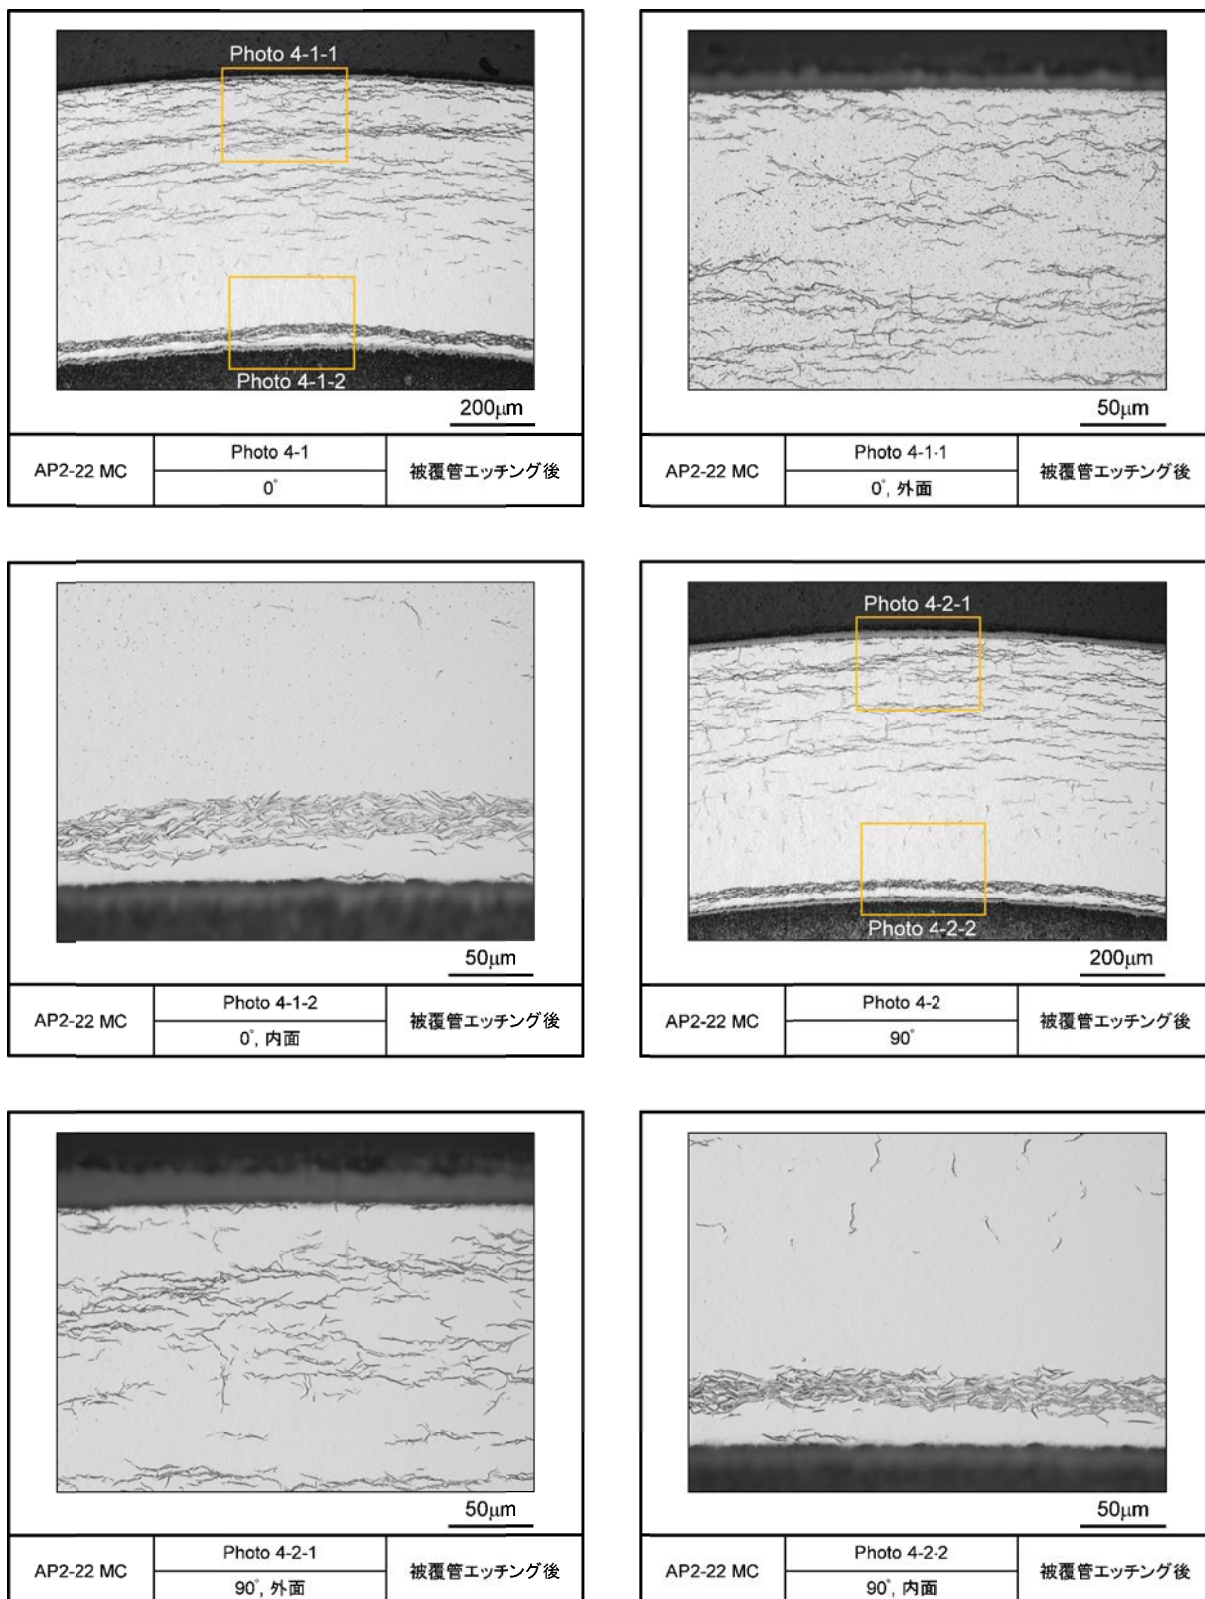 Photo 4-1-1
Photo 4-1-2
200μm
AP2-22 MC
Photo 4-1
0°
被覆管エッチング後
50μm
AP2-22 MC
Photo 4-1-1
0°, 外面
被覆管エッチング後
50μm
AP2-22 MC
Photo 4-1-2
0°, 内面
被覆管エッチング後
Photo 4-2-1
Photo 4-2-2
200μm
AP2-22 MC
Photo 4-2
90°
被覆管エッチング後
50μm
AP2-22 MC
Photo 4-2-1
90°, 外面
被覆管エッチング後
50μm
AP2-22 MC
Photo 4-2-2
90°, 内面
被覆管エッチング後